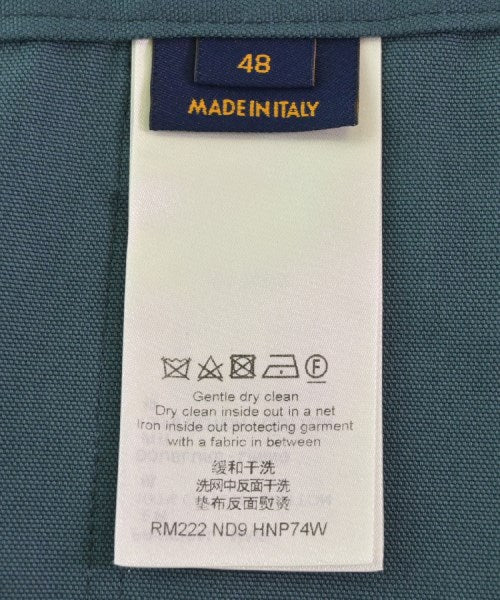 48
MADE IN ITALY
F
Gentle dry clean
Dry clean inside out in a net
Iron inside out protecting garment
with a fabric in between
缓和干洗
洗网中反面干洗
垫布反面熨烫
RM222 ND9 HNP74W